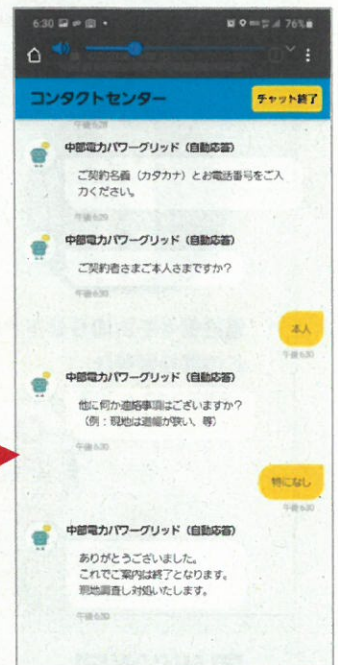 6:30
76%
コンタクトセンター
チャット終了
午後6:29
中部電力パワーグリッド（自動応答）
ご契約名義（カタカナ）とお電話番号をご入
力ください。
午後6:29
中部電力パワーグリッド（自動応答）
ご契約者さまご本人さまですか？
午後6:30
本人
午後6:30
中部電力パワーグリッド（自動応答）
他に何か連絡事項はございますか？
（例：現地は道幅が狭い、等）
午後6:30
特になし
午後6:30
中部電力パワーグリッド（自動応答）
ありがとうございました。
これでご案内は終了となります。
現地調査し対処いたします。
午後6:30